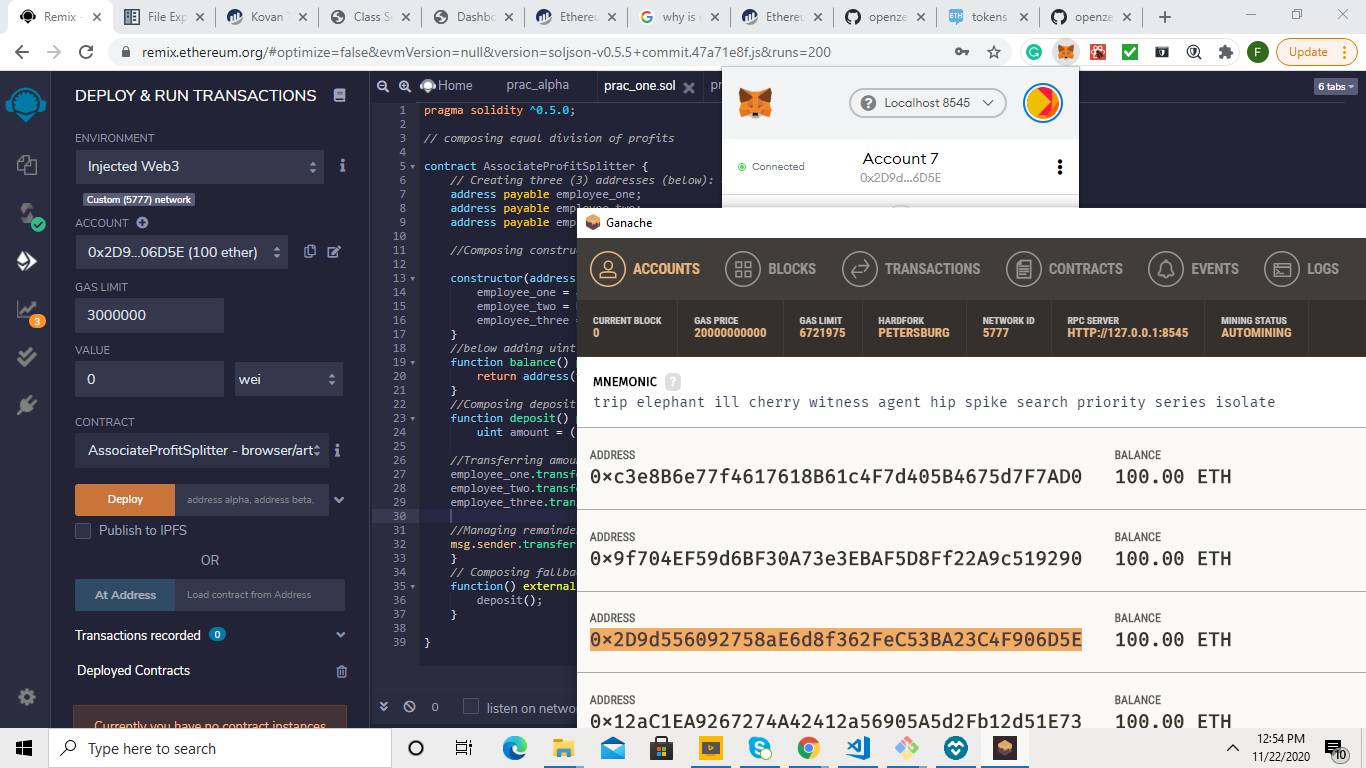 Remix -
File Exp
Kovan T
Class Se
Dashbo
Ethereu
why is e
Ethereu
openze
tokens
openze
remix.ethereum.org/#optimize=false&evmVersion=null&version=soljson-v0.5.5+commit.47a71e8f.js&runs=200
F
Update
DEPLOY & RUN TRANSACTIONS
ENVIRONMENT
Injected Web3
Custom (5777) network
ACCOUNT
0x2D9...06D5E (100 ether)
GAS LIMIT
3000000
3
VALUE
0
wei
CONTRACT
AssociateProfitSplitter - browser/art
Deploy
address alpha, address beta,
Publish to IPFS
OR
At Address
Load contract from Address
Transactions recorded 0
Deployed Contracts
Currently you have no contract instances
Home
prac_alpha
prac_one.sol
pr
6 tabs
1 pragma solidity ^0.5.0;
2
3 // composing equal division of profits
4
5 contract AssociateProfitSplitter {
6 // Creating three (3) addresses (below):
7 address payable employee_one;
8 address payable employee_two;
9 address payable emp
10
11 //Composing constru
12
13 constructor(address
14 employee_one =
15 employee_two =
16 employee_three =
17 }
18 //below adding uint
19 function balance() p
20 return address(t
21 }
22 //Composing deposit
23 function deposit() p
24 uint amount = (
25
26 //Transferring amou
27 employee_one.transfe
28 employee_two.transfe
29 employee_three.tran
30
31 //Managing remainde
32 msg.sender.transfer
33 }
34 // Composing fallba
35 function() external
36 deposit();
37 }
38
39 }
0
listen on netwo
Localhost 8545
Connected
Account 7
0x2D9d...6D5E
Ganache
ACCOUNTS
BLOCKS
TRANSACTIONS
CONTRACTS
EVENTS
LOGS
CURRENT BLOCK
0
GAS PRICE
20000000000
GAS LIMIT
6721975
HARDFORK
PETERSBURG
NETWORK ID
5777
RPC SERVER
HTTP://127.0.0.1:8545
MINING STATUS
AUTOMINING
MNEMONIC ?
trip elephant ill cherry witness agent hip spike search priority series isolate
ADDRESS
0×c3e8B6e77f4617618B61c4F7d405B4675d7F7AD0
BALANCE
100.00 ETH
ADDRESS
0×9f704EF59d6BF30A73e3EBAF5D8Ff22A9c519290
BALANCE
100.00 ETH
ADDRESS
0×2D9d556092758aE6d8f362FeC53BA23C4F906D5E
BALANCE
100.00 ETH
ADDRESS
0×12aC1EA9267274A42412a56905A5d2Fb12d51E73
BALANCE
100.00 ETH
Type here to search
12:54 PM
11/22/2020
10